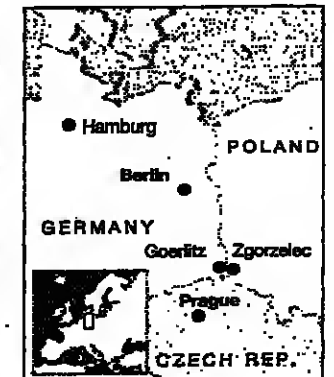 Hamburg
POLAND
Berlin
GERMANY
Goerlitz Zgorzelec
Prague
CZECH REP.